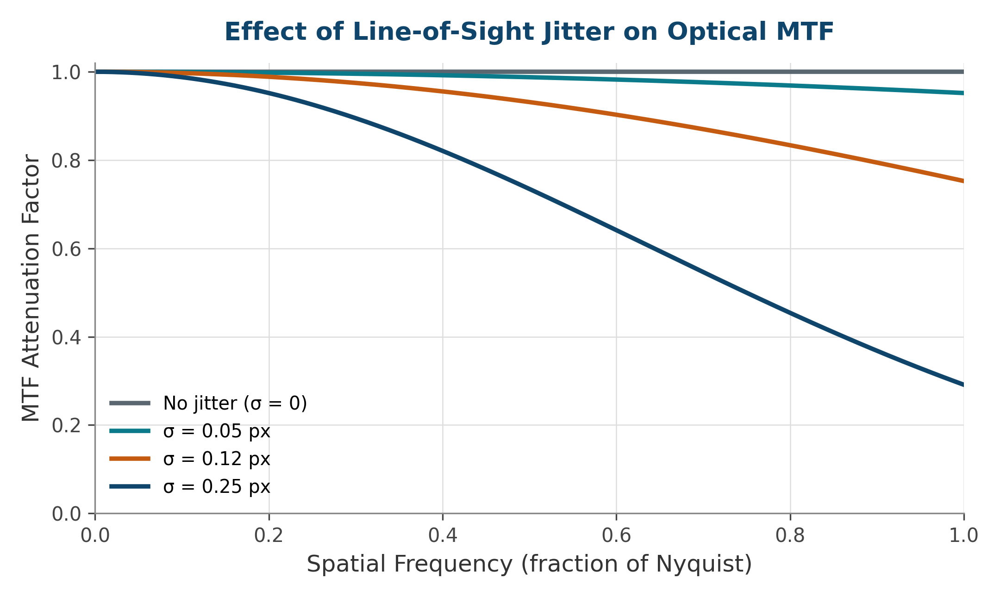 Effect of Line-of-Sight Jitter on Optical MTF
MTF Attenuation Factor
1.0
0.8
0.6
0.4
0.2
0.0
No jitter (σ = 0)
σ = 0.05 px
σ = 0.12 px
σ = 0.25 px
0.0 0.2 0.4 0.6 0.8 1.0
Spatial Frequency (fraction of Nyquist)